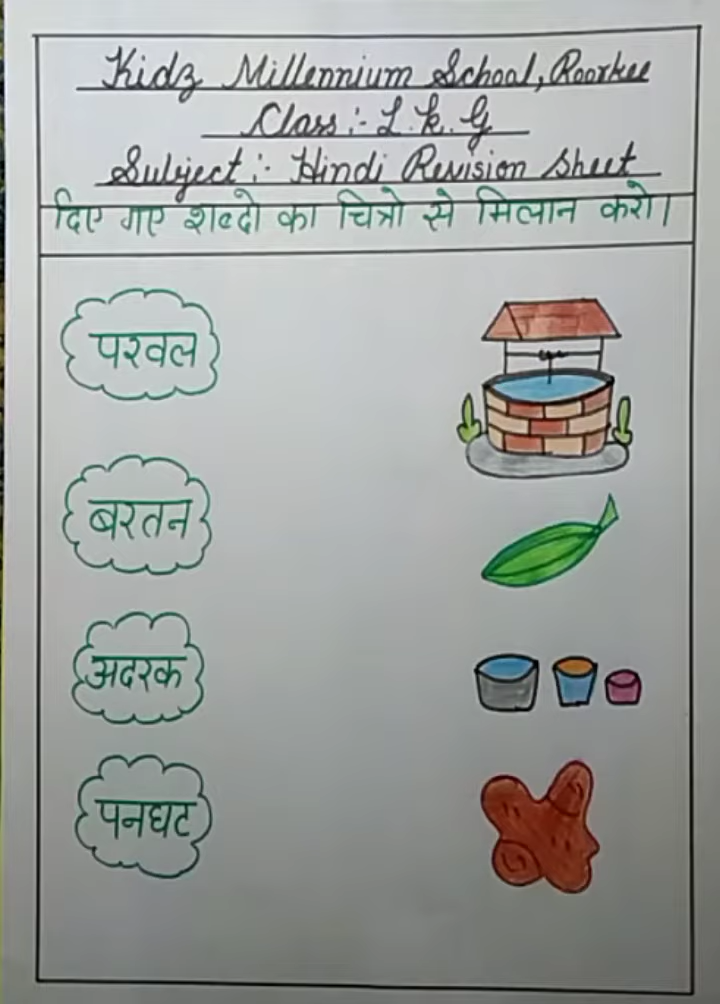 Kidz Millennium School, Roorkee
Class :- L.K.G
Subject :- Hindi Revision Sheet
दिए गए शब्दो का चित्रो से मिलान करो।
परवल
बरतन
अदरक
पनघट